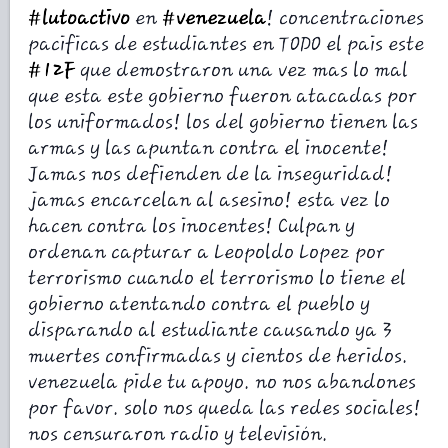 #lutoactivo en #venezuela! concentraciones
pacificas de estudiantes en TODO el pais este
#12F que demostraron una vez mas lo mal
que esta este gobierno fueron atacadas por
los uniformados! los del gobierno tienen las
armas y las apuntan contra el inocente!
Jamas nos defienden de la inseguridad!
jamas encarcelan al asesino! esta vez lo
hacen contra los inocentes! Culpan y
ordenan capturar a Leopoldo Lopez por
terrorismo cuando el terrorismo lo tiene el
gobierno atentando contra el pueblo y
disparando al estudiante causando ya 3
muertes confirmadas y cientos de heridos.
venezuela pide tu apoyo. no nos abandones
por favor. solo nos queda las redes sociales!
nos censuraron radio y televisión.